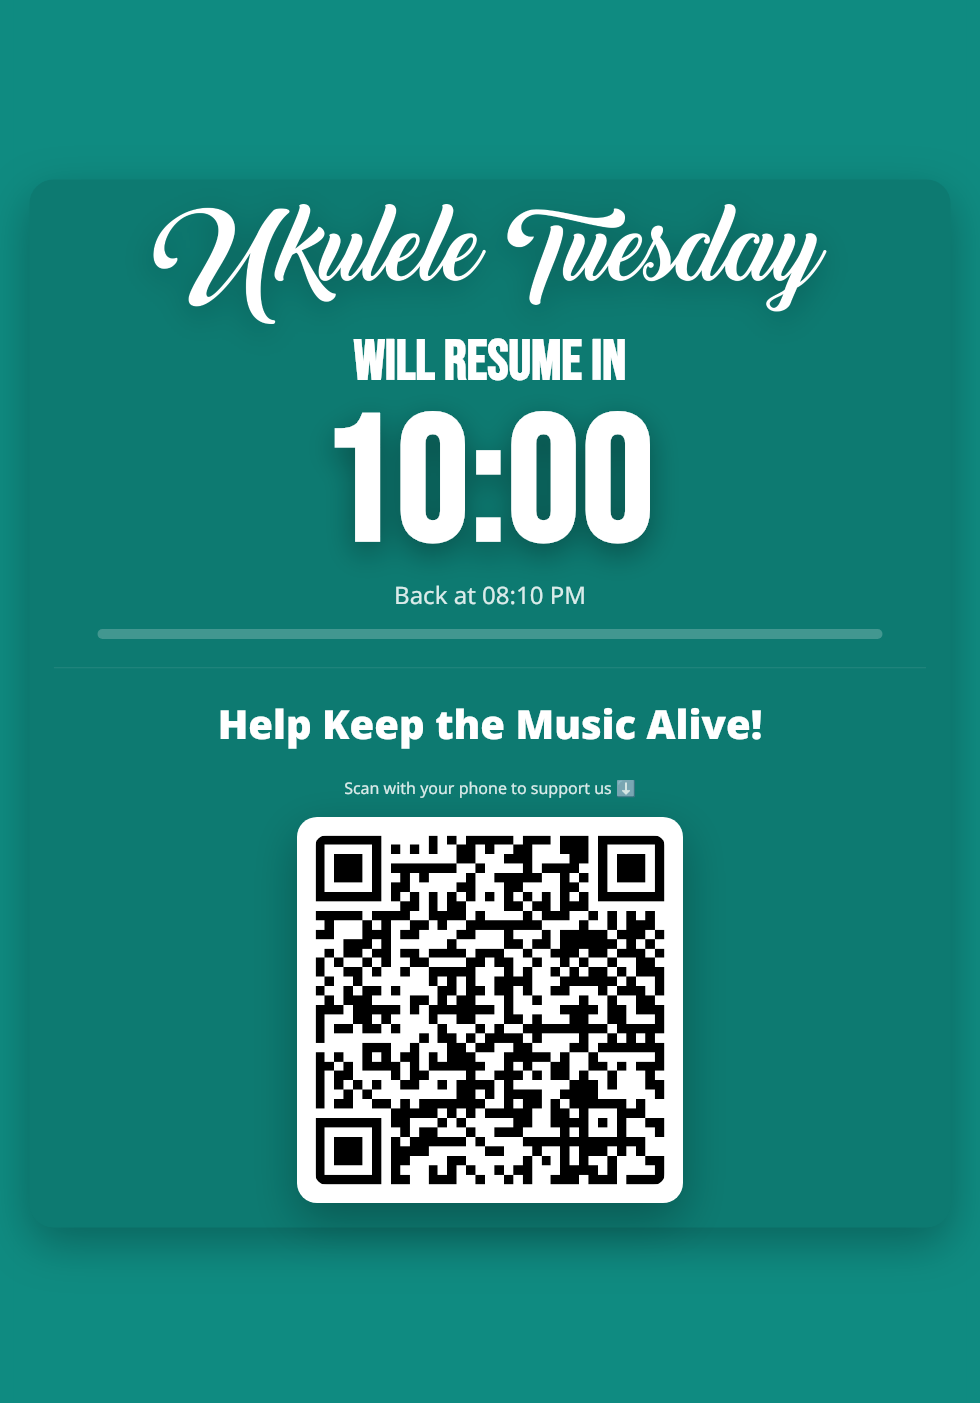 Ukulele Tuesday
WILL RESUME IN
10:00
Back at 08:10 PM
Help Keep the Music Alive!
Scan with your phone to support us ⬇️